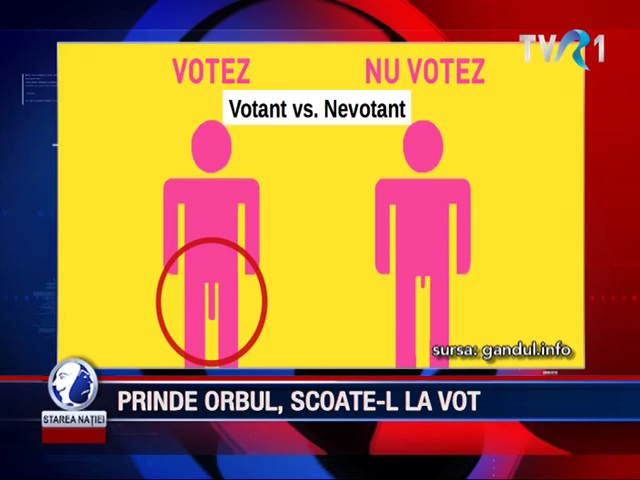 TVR1
VOTEZ
NU VOTEZ
Votant vs. Nevotant
sursa: gandul.info
STAREA NAȚIEI
PRINDE ORBUL, SCOATE-L LA VOT